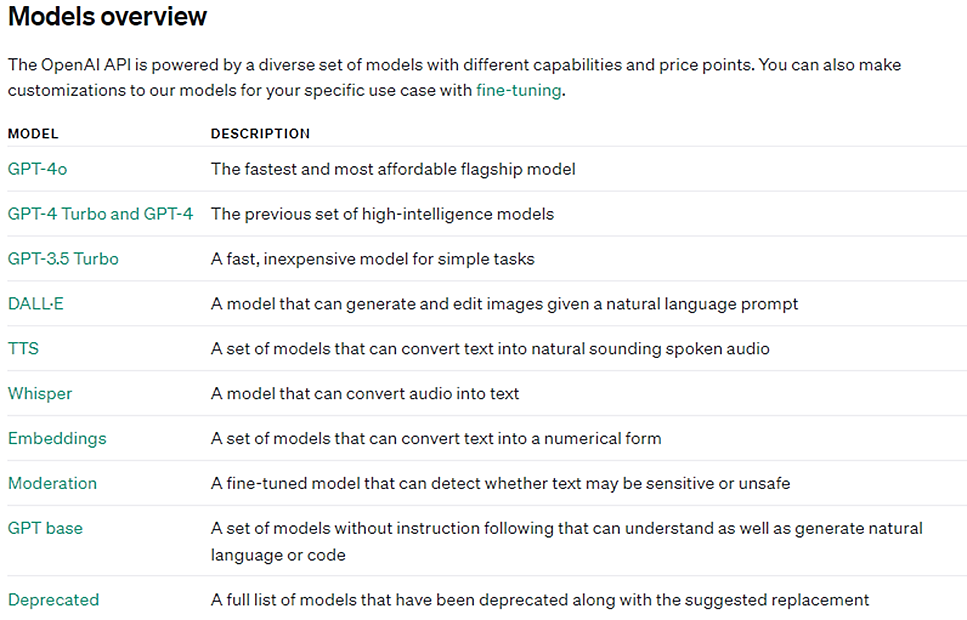 Models overview
The OpenAI API is powered by a diverse set of models with different capabilities and price points. You can also make
customizations to our models for your specific use case with fine-tuning.
MODEL DESCRIPTION
GPT-4o The fastest and most affordable flagship model
GPT-4 Turbo and GPT-4 The previous set of high-intelligence models
GPT-3.5 Turbo A fast, inexpensive model for simple tasks
DALL·E A model that can generate and edit images given a natural language prompt
TTS A set of models that can convert text into natural sounding spoken audio
Whisper A model that can convert audio into text
Embeddings A set of models that can convert text into a numerical form
Moderation A fine-tuned model that can detect whether text may be sensitive or unsafe
GPT base A set of models without instruction following that can understand as well as generate natural
language or code
Deprecated A full list of models that have been deprecated along with the suggested replacement